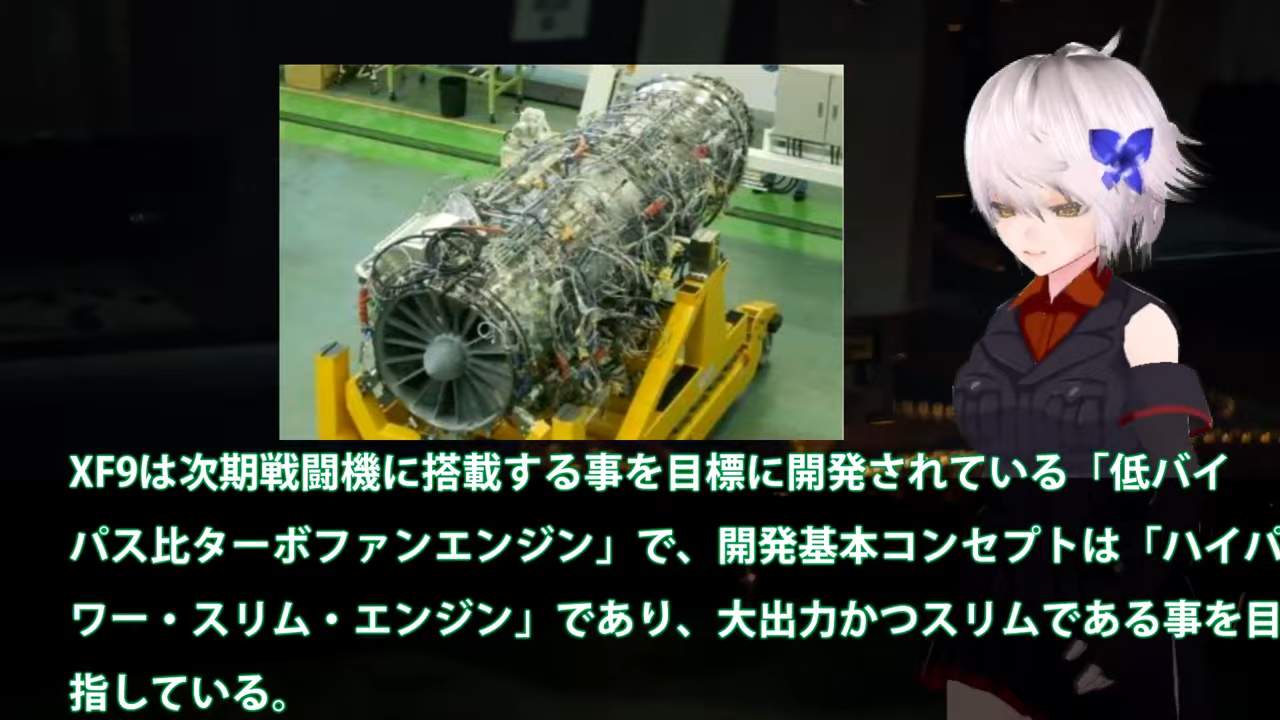 XF9は次期戦闘機に搭載する事を目標に開発されている「低バイ
パス比ターボファンエンジン」で、開発基本コンセプトは「ハイパ
ワー・スリム・エンジン」であり、大出力かつスリムである事を目
指している。